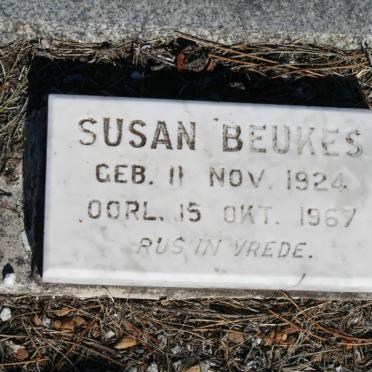 SUSAN BEUKES
GEB. 11 NOV. 1924
OORL. 15 OKT. 1967
RUS IN VREDE.